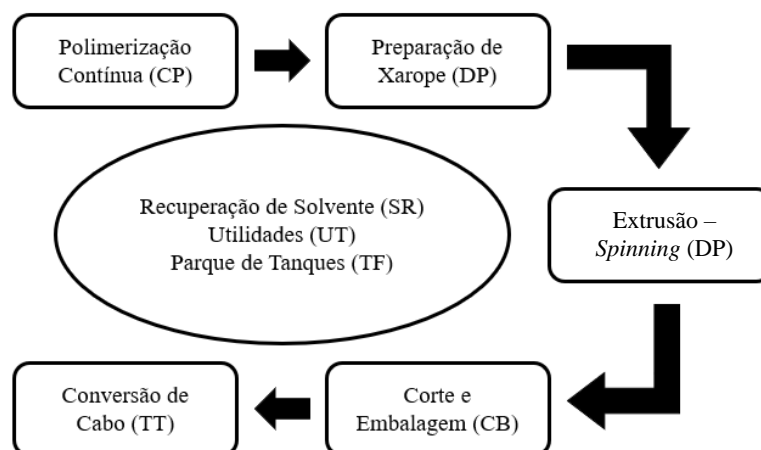 Polimerização
Contínua (CP)
Preparação de
Xarope (DP)
Recuperação de Solvente (SR)
Utilidades (UT)
Parque de Tanques (TF)
Extrusão –
Spinning (DP)
Conversão de
Cabo (TT)
Corte e
Embalagem (CB)